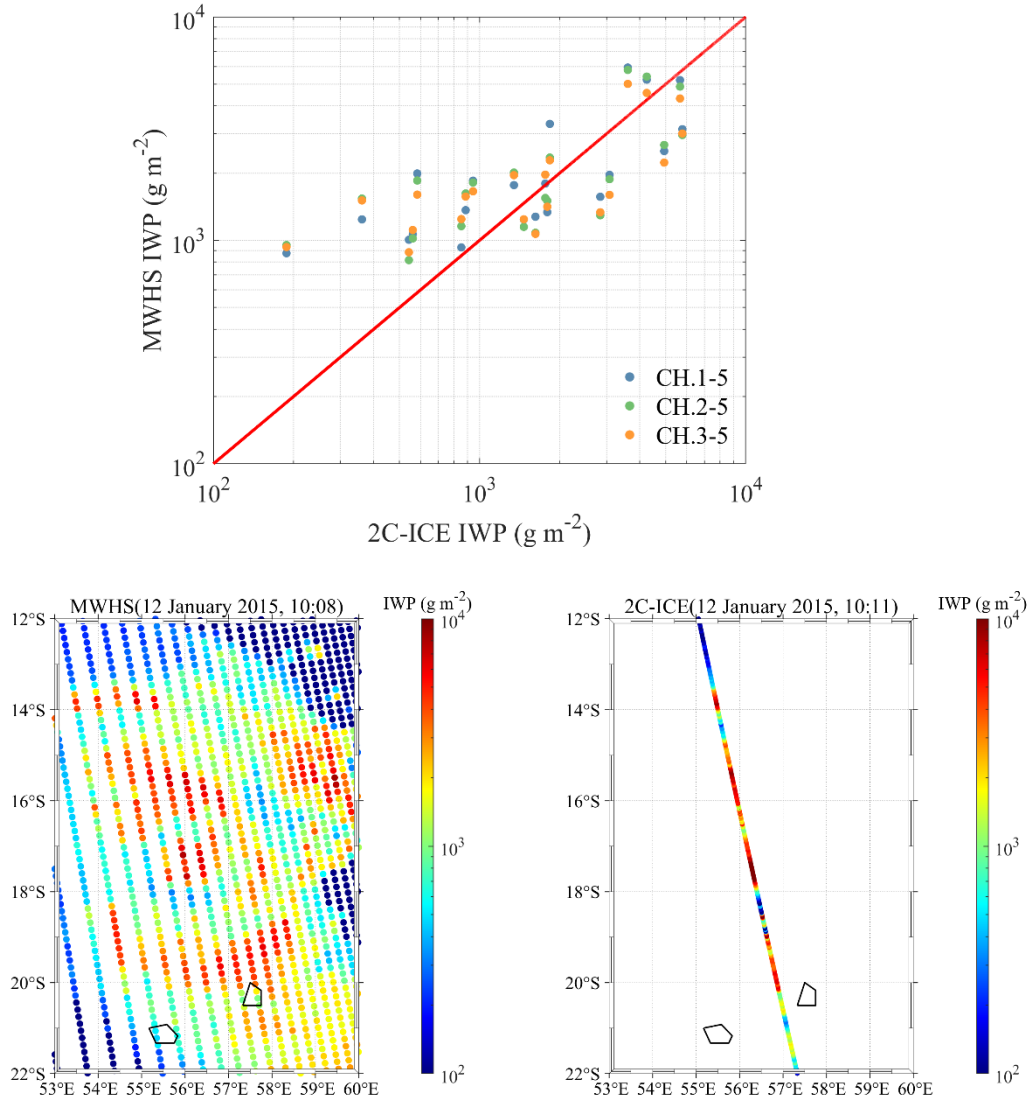 10^4
10^3
10^2
MWHS IWP (g m^-2)
CH.1-5
CH.2-5
CH.3-5
10^2 10^3 10^4
2C-ICE IWP (g m^-2)
MWHS(12 January 2015, 10:08)
IWP (g m^-2)
12°S
14°S
16°S
18°S
20°S
22°S
53°E 54°E 55°E 56°E 57°E 58°E 59°E 60°E
10^4
10^3
10^2
2C-ICE(12 January 2015, 10:11)
IWP (g m^-2)
12°S
14°S
16°S
18°S
20°S
22°S
53°E 54°E 55°E 56°E 57°E 58°E 59°E 60°E
10^4
10^3
10^2